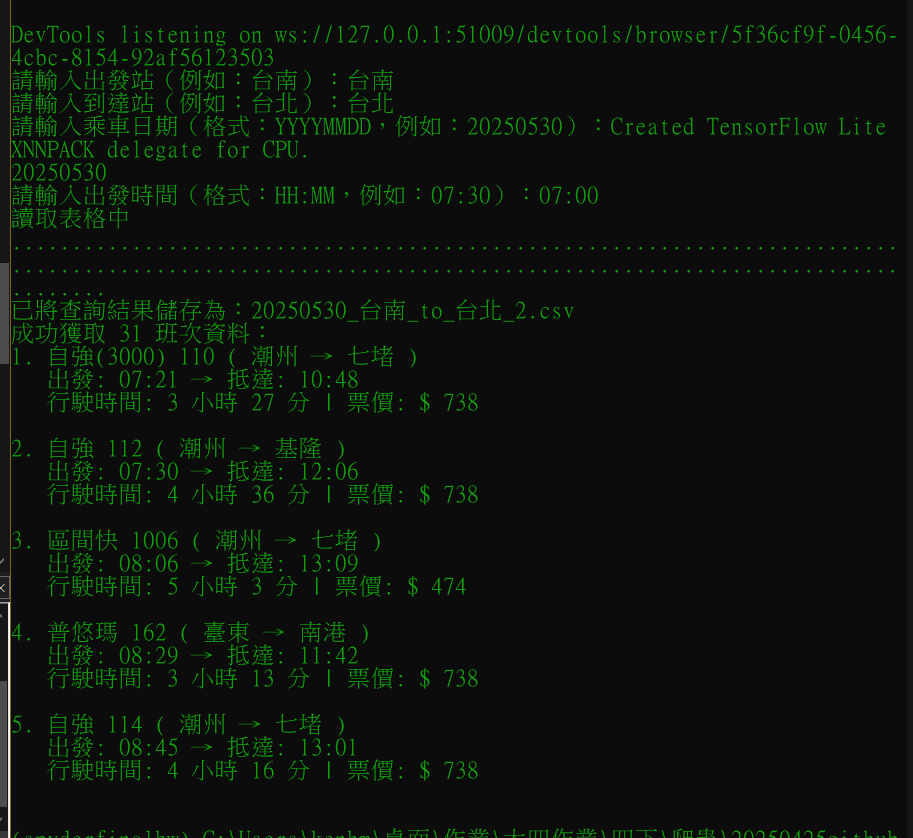 DevTools listening on ws://127.0.0.1:51009/devtools/browser/5f36cf9f-0456-
4cbc-8154-92af56123503
請輸入出發站（例如：台南）：台南
請輸入到達站（例如：台北）：台北
請輸入乘車日期（格式：YYYYMMDD，例如：20250530）：Created TensorFlow Lite
XNNPACK delegate for CPU.
20250530
請輸入出發時間（格式：HH:MM，例如：07:30）：07:00
讀取表格中
..........................................................................
..........................................................................
........
已將查詢結果儲存為：20250530_台南_to_台北_2.csv
成功獲取 31 班次資料：
1. 自強(3000) 110 ( 潮州 → 七堵 )
出發: 07:21 → 抵達: 10:48
行駛時間: 3 小時 27 分 | 票價: $ 738
2. 自強 112 ( 潮州 → 基隆 )
出發: 07:30 → 抵達: 12:06
行駛時間: 4 小時 36 分 | 票價: $ 738
3. 區間快 1006 ( 潮州 → 七堵 )
出發: 08:06 → 抵達: 13:09
行駛時間: 5 小時 3 分 | 票價: $ 474
4. 普悠瑪 162 ( 臺東 → 南港 )
出發: 08:29 → 抵達: 11:42
行駛時間: 3 小時 13 分 | 票價: $ 738
5. 自強 114 ( 潮州 → 七堵 )
出發: 08:45 → 抵達: 13:01
行駛時間: 4 小時 16 分 | 票價: $ 738